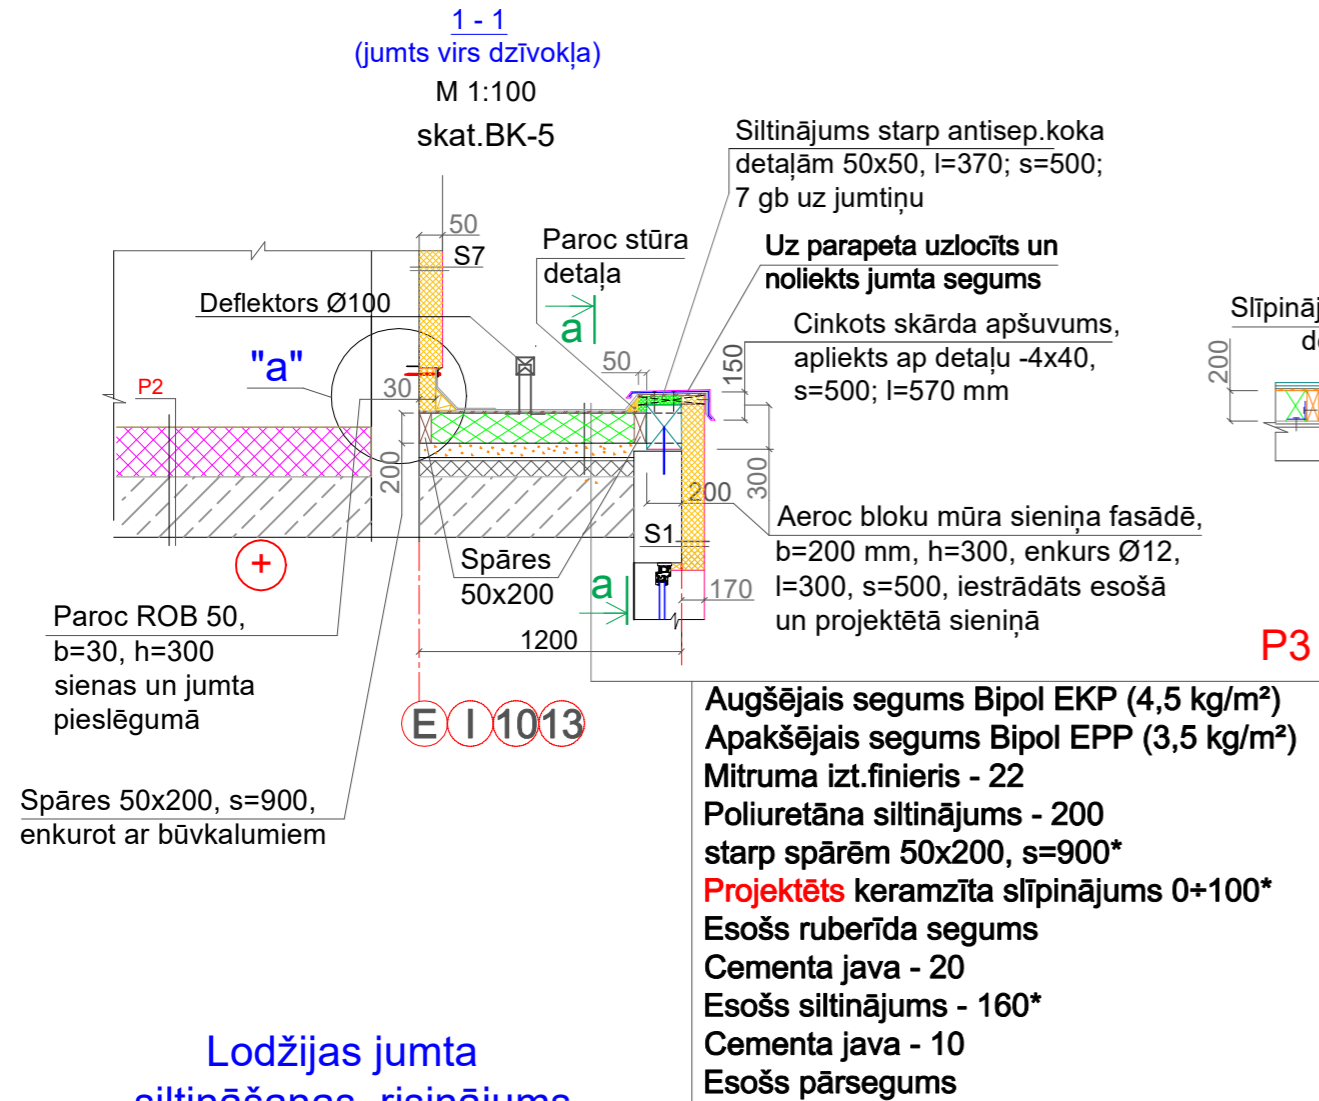 1 - 1
(jumts virs dzīvokļa)
M 1:100
skat.BK-5
Siltinājums starp antisep.koka
detaļām 50x50, l=370; s=500;
7 gb uz jumtiņu
50
S7
Paroc stūra
detaļa
Uz parapeta uzlocīts un
noliekts jumta segums
Deflektors Ø100
a
Cinkots skārda apšuvums,
apliekts ap detaļu -4x40,
s=500; l=570 mm
"a"
50
150
P2
30
200
200
300
200
S1
Aeroc bloku mūra sieniņa fasādē,
b=200 mm, h=300, enkurs Ø12,
l=300, s=500, iestrādāts esošā
un projektētā sieniņā
+
Spāres
50x200
a
170
1200
Paroc ROB 50,
b=30, h=300
sienas un jumta
pieslēgumā
E I 10 13
Spāres 50x200, s=900,
enkurot ar būvkalumiem
P3
Augšējais segums Bipol EKP (4,5 kg/m²)
Apakšējais segums Bipol EPP (3,5 kg/m²)
Mitruma izt.finieris - 22
Poliuretāna siltinājums - 200
starp spārēm 50x200, s=900*
Projektēts keramzīta slīpinājums 0÷100*
Esošs ruberīda segums
Cementa java - 20
Esošs siltinājums - 160*
Cementa java - 10
Esošs pārsegums
Lodžijas jumta
siltināšanas risinājums